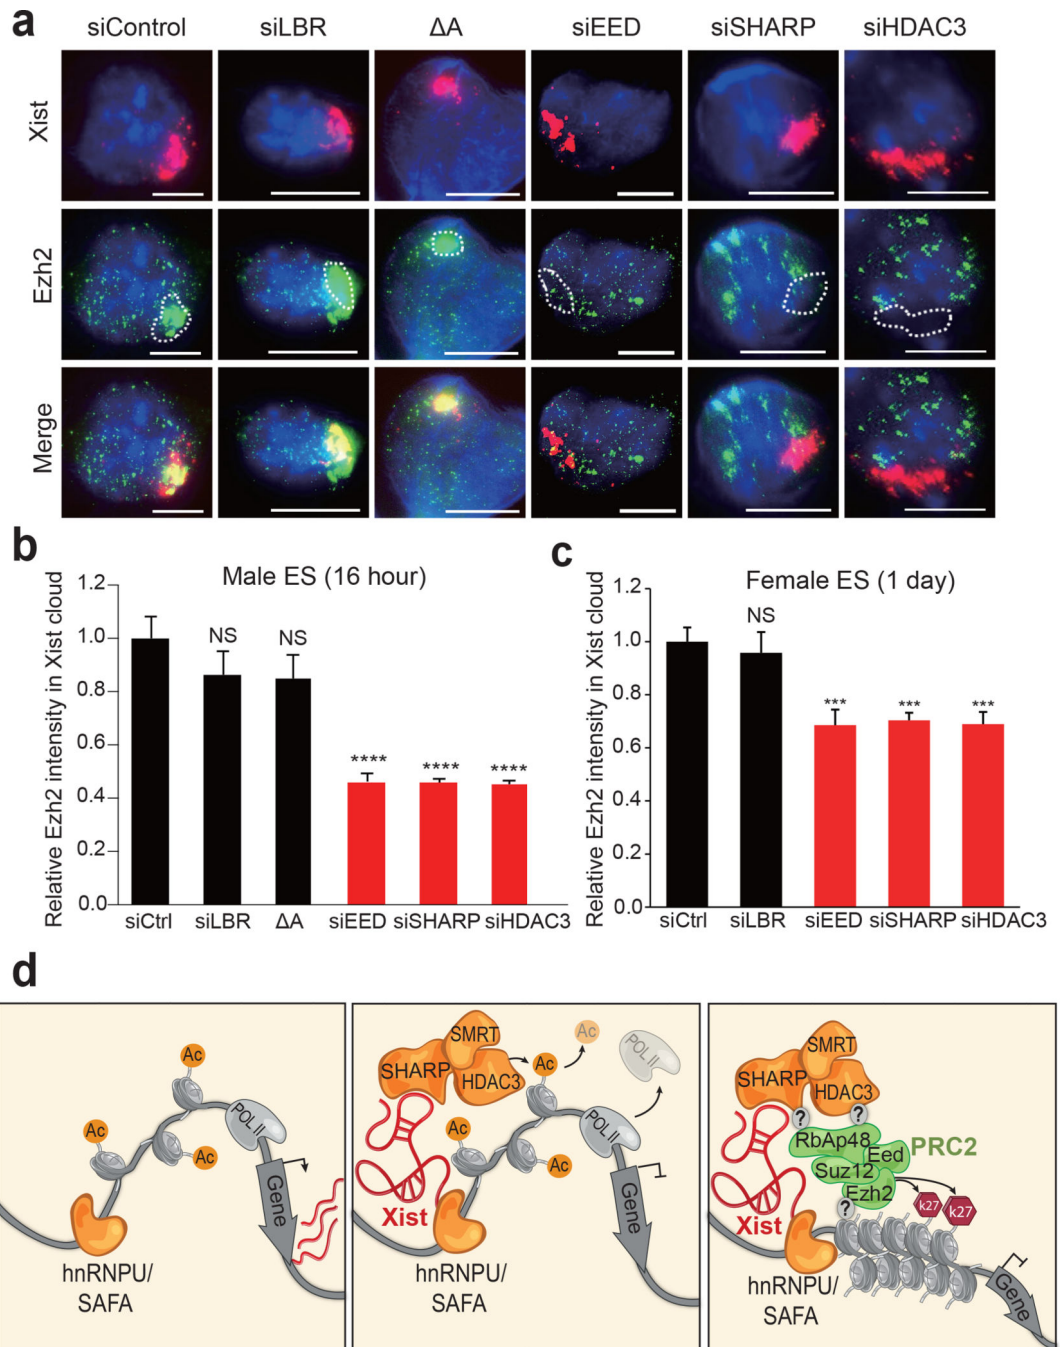 a
siControl siLBR ΔA siEED siSHARP siHDAC3
Xist
Ezh2
Merge
b
Male ES (16 hour)
Relative Ezh2 intensity in Xist cloud
1.2
1.0
0.8
0.6
0.4
0.2
0.0
NS
NS
****
****
****
siCtrl siLBR ΔA siEED siSHARP siHDAC3
c
Female ES (1 day)
Relative Ezh2 intensity in Xist cloud
1.2
1.0
0.8
0.6
0.4
0.2
0.0
NS
***
***
***
siCtrl siLBR siEED siSHARP siHDAC3
d
Ac
Ac
Ac
POL II
Gene
hnRNPU/
SAFA
SMRT
SHARP
HDAC3
Ac
Ac
POL II
Ac
Ac
POL II
Xist
Gene
hnRNPU/
SAFA
SMRT
SHARP
HDAC3
?
?
RbAp48
Eed
PRC2
Suz12
Ezh2
?
k27
k27
Xist
hnRNPU/
SAFA
Gene